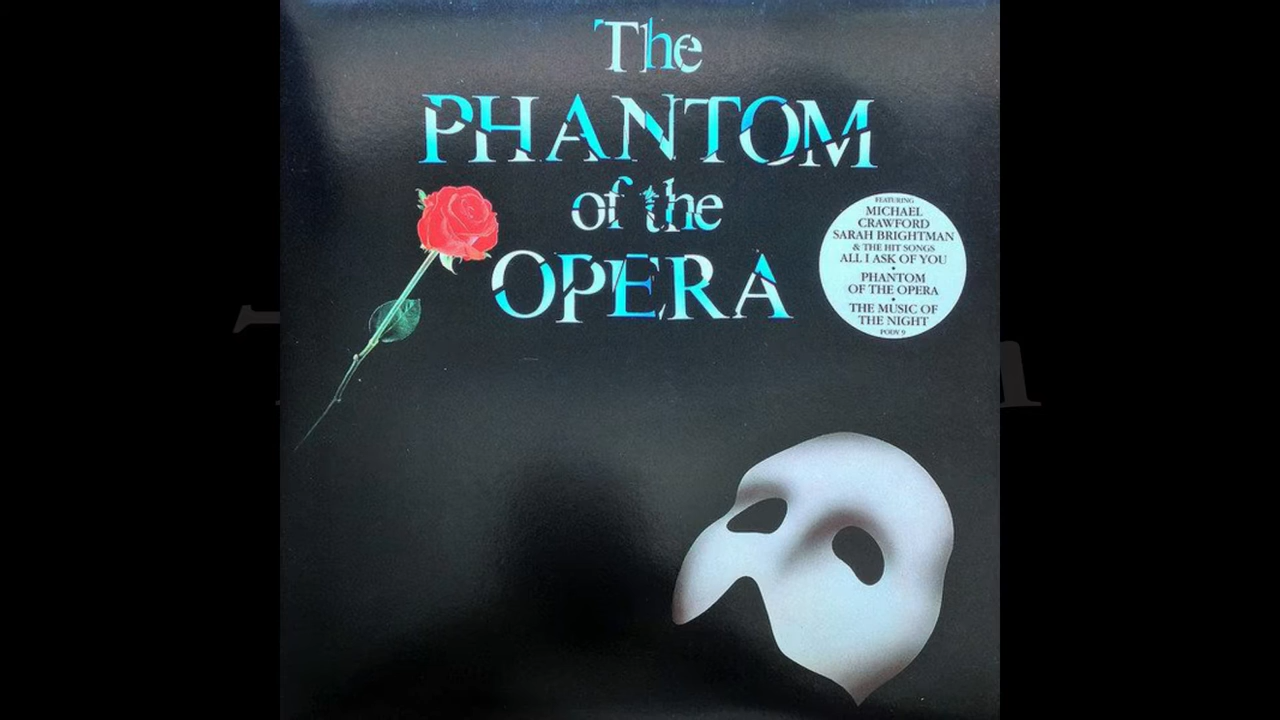 The
PHANTOM
of the
OPERA
FEATURING
MICHAEL
CRAWFORD
SARAH BRIGHTMAN
& THE HIT SONGS
ALL I ASK OF YOU
•
PHANTOM
OF THE OPERA
•
THE MUSIC OF
THE NIGHT
PODV 9